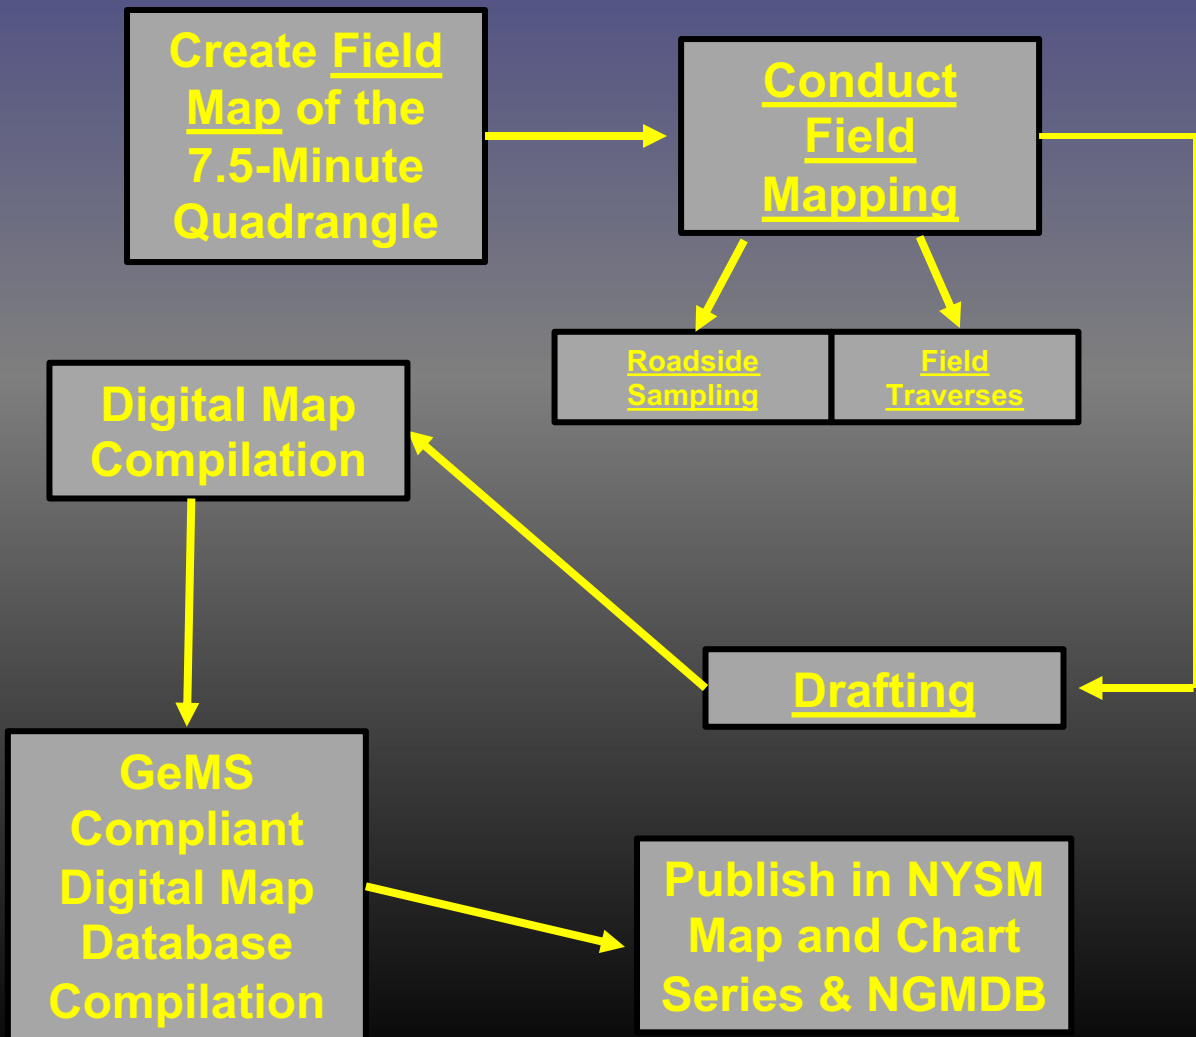 Create Field
Map of the
7.5-Minute
Quadrangle
Conduct
Field
Mapping
Roadside
Sampling
Field
Traverses
Digital Map
Compilation
Drafting
GeMS
Compliant
Digital Map
Database
Compilation
Publish in NYSM
Map and Chart
Series & NGMDB